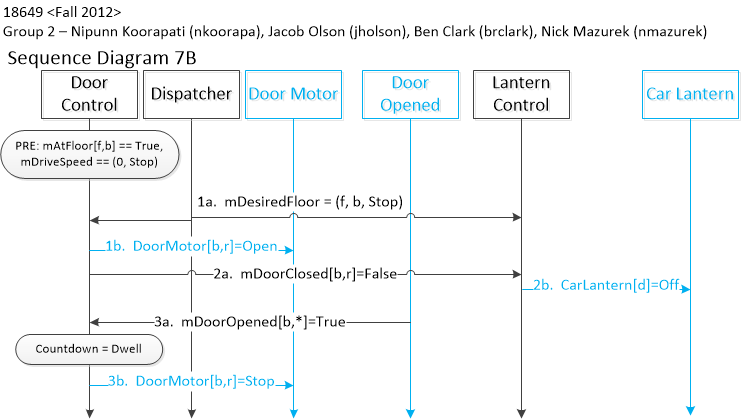 18649 <Fall 2012>
Group 2 – Nipunn Koorapati (nkoorapa), Jacob Olson (jholson), Ben Clark (brclark), Nick Mazurek (nmazurek)
Sequence Diagram 7B
Door
Control
Dispatcher
Door Motor
Door
Opened
Lantern
Control
Car Lantern
PRE: mAtFloor[f,b] == True,
mDriveSpeed == (0, Stop)
1a. mDesiredFloor = (f, b, Stop)
1b. DoorMotor[b,r]=Open
2a. mDoorClosed[b,r]=False
2b. CarLantern[d]=Off
3a. mDoorOpened[b,*]=True
Countdown = Dwell
3b. DoorMotor[b,r]=Stop